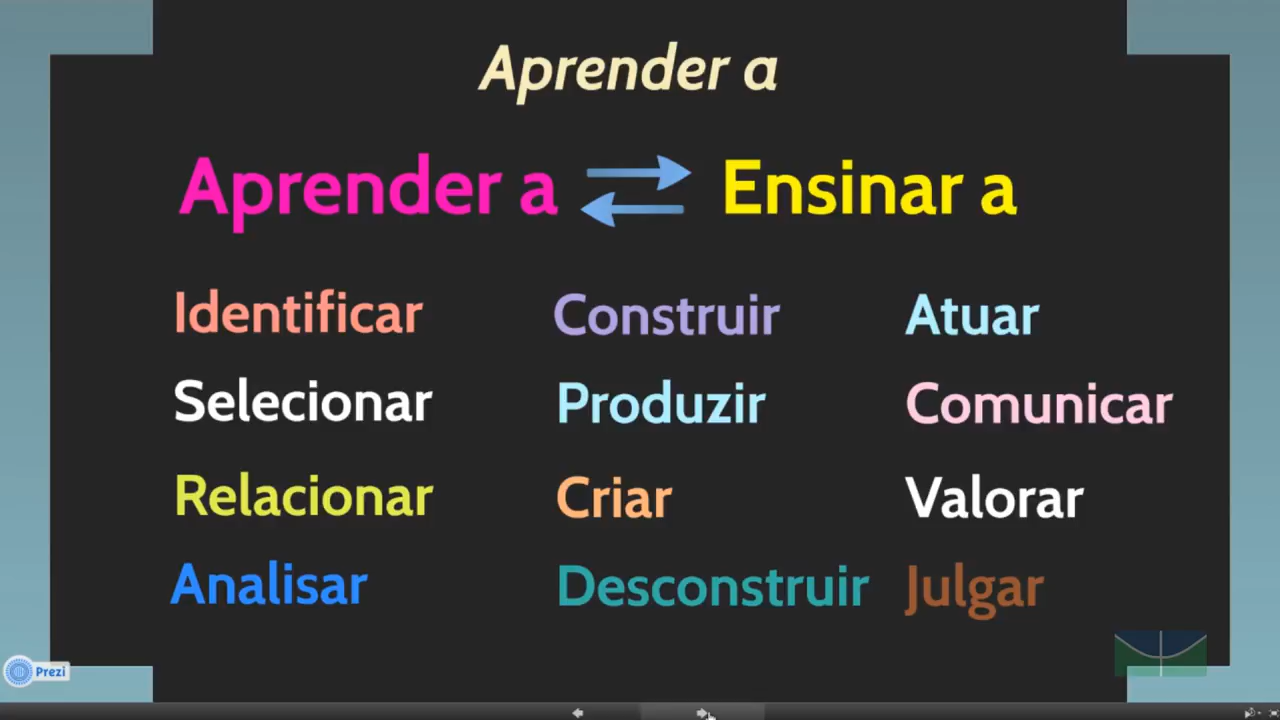 Aprender a
Aprender a Ensinar a
Identificar Construir Atuar
Selecionar Produzir Comunicar
Relacionar Criar Valorar
Analisar Desconstruir Julgar
Prezi